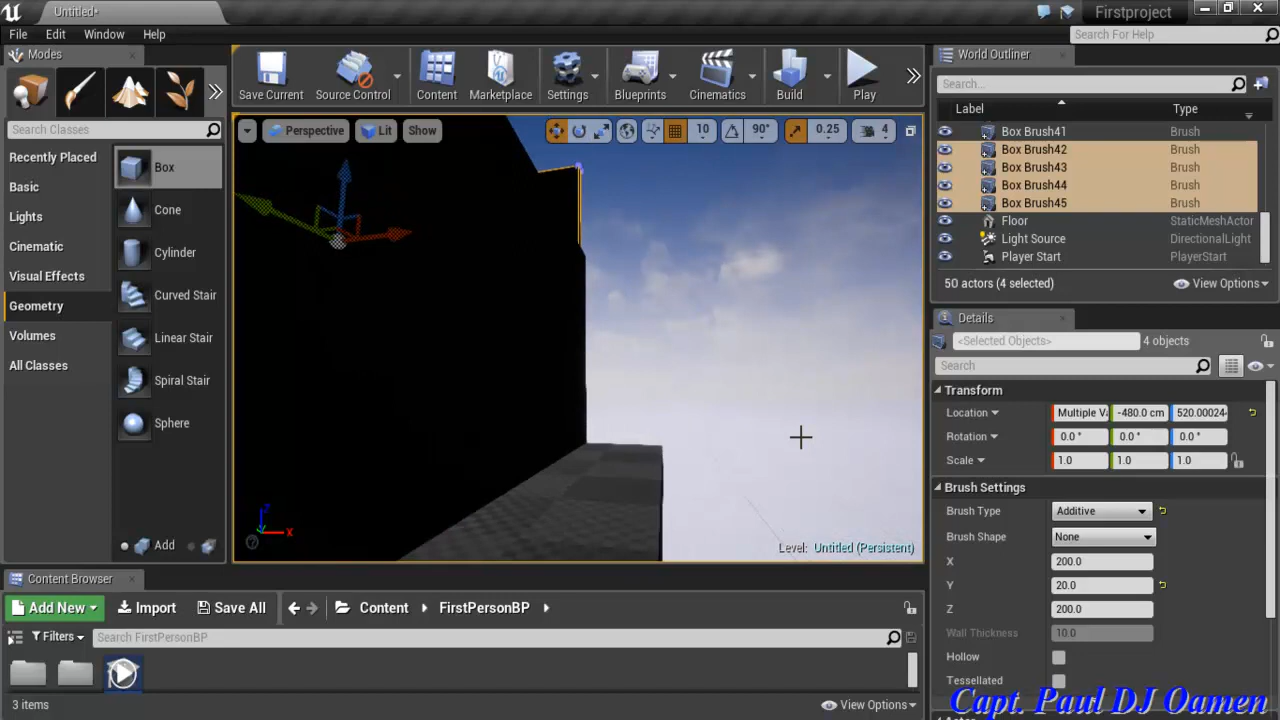 Untitled*
Firstproject
File Edit Window Help
Search For Help
Modes
Save Current
Source Control
Content
Marketplace
Settings
Blueprints
Cinematics
Build
Play
World Outliner
Search...
Label Type
Search Classes
Perspective Lit Show
10 90° 0.25 4
Box Brush41 Brush
Box Brush42 Brush
Box Brush43 Brush
Box Brush44 Brush
Box Brush45 Brush
Floor StaticMeshActor
Light Source DirectionalLight
Player Start PlayerStart
50 actors (4 selected) View Options
Recently Placed
Basic
Lights
Cinematic
Visual Effects
Geometry
Volumes
All Classes
Box
Cone
Cylinder
Curved Stair
Linear Stair
Spiral Stair
Sphere
Add
Z
X
Level: Untitled (Persistent)
Details
<Selected Objects> 4 objects
Search
Transform
Location Multiple V -480.0 cm 520.00024
Rotation 0.0 ° 0.0 ° 0.0 °
Scale 1.0 1.0 1.0
Brush Settings
Brush Type Additive
Brush Shape None
X 200.0
Y 20.0
Z 200.0
Wall Thickness 10.0
Hollow
Tessellated
Content Browser
Add New Import Save All Content FirstPersonBP
Filters Search FirstPersonBP
3 items View Options
Capt. Paul DJ Oamen